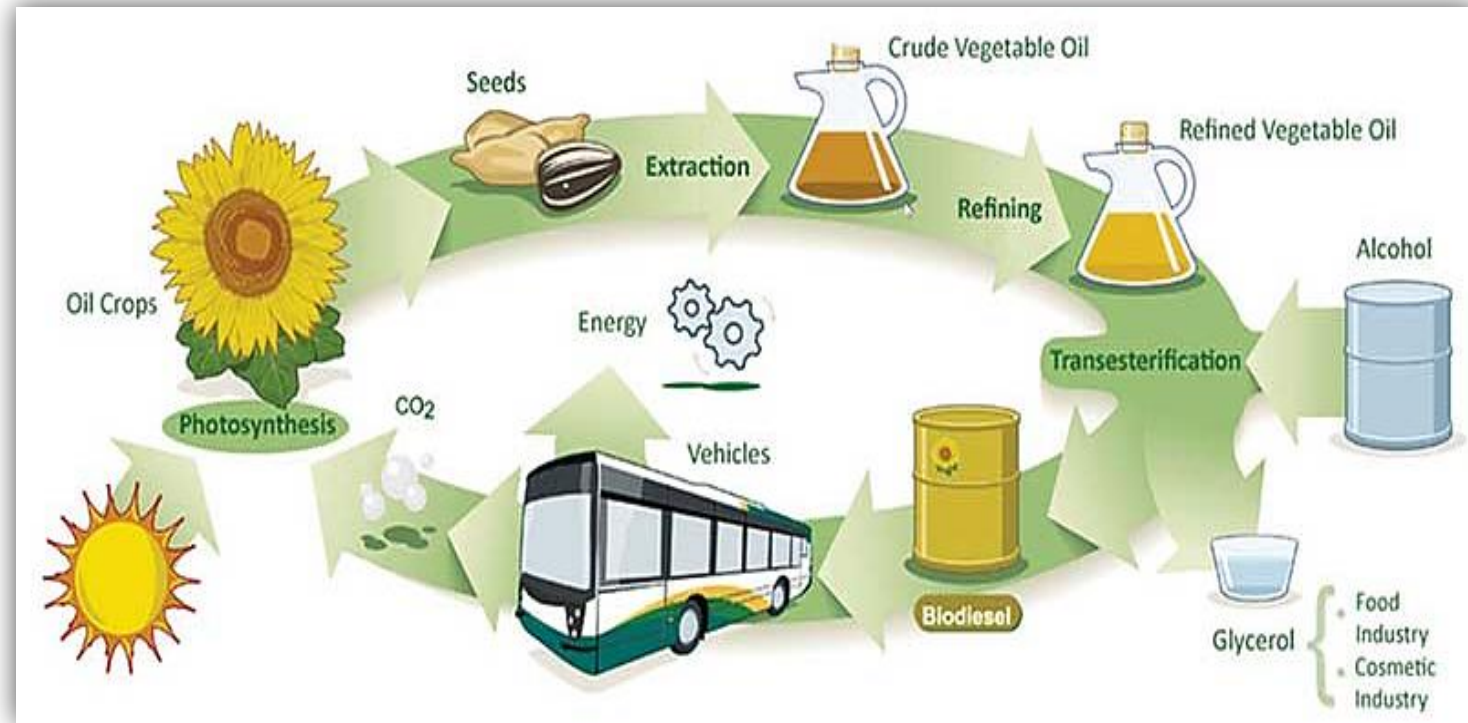 Seeds
Crude Vegetable Oil
Extraction
Refined Vegetable Oil
Refining
Alcohol
Oil Crops
Energy
Transesterification
Photosynthesis
CO2
Vehicles
Biodiesel
Glycerol
. Food
Industry
. Cosmetic
Industry